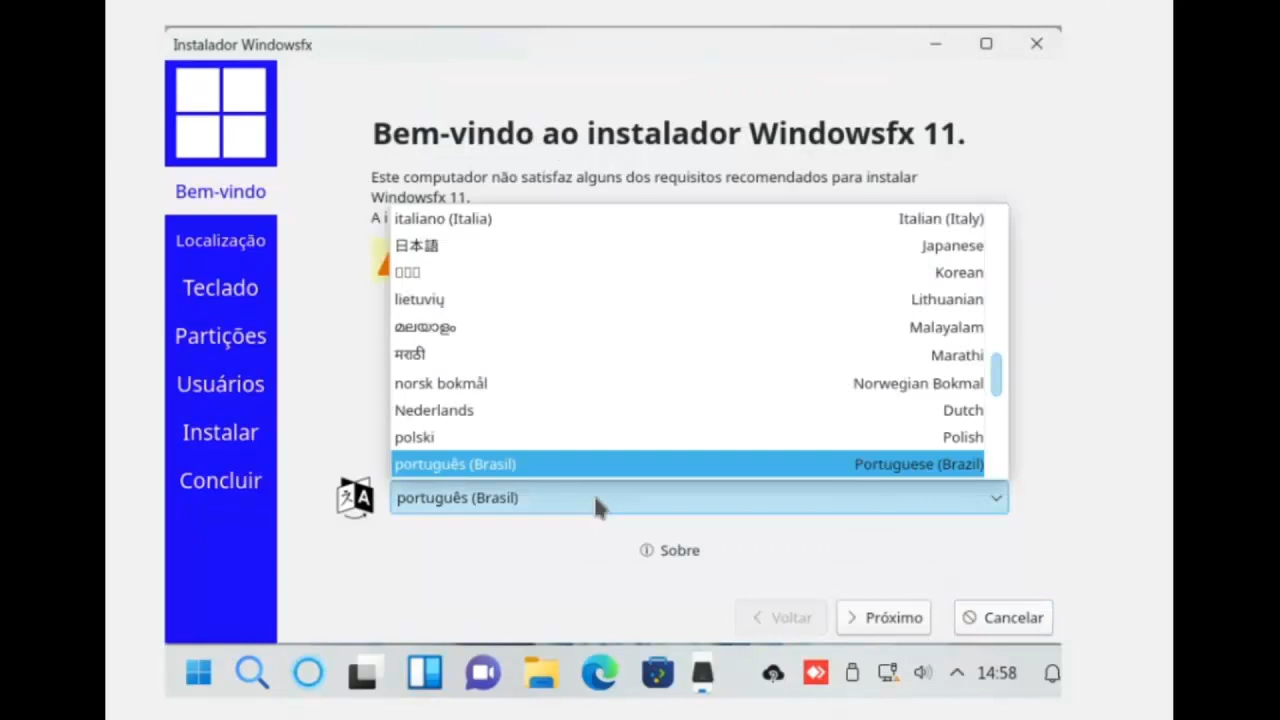 Instalador Windowsfx
Bem-vindo ao instalador Windowsfx 11.
Este computador não satisfaz alguns dos requisitos recomendados para instalar
Windowsfx 11.
A i
Bem-vindo
Localização
Teclado
Partições
Usuários
Instalar
Concluir
italiano (Italia) Italian (Italy)
日本語 Japanese
Korean
lietuvių Lithuanian
മലയാളം Malayalam
मराठी Marathi
norsk bokmål Norwegian Bokmal
Nederlands Dutch
polski Polish
português (Brasil) Portuguese (Brazil)
português (Brasil)
Sobre
Voltar Próximo Cancelar
14:58